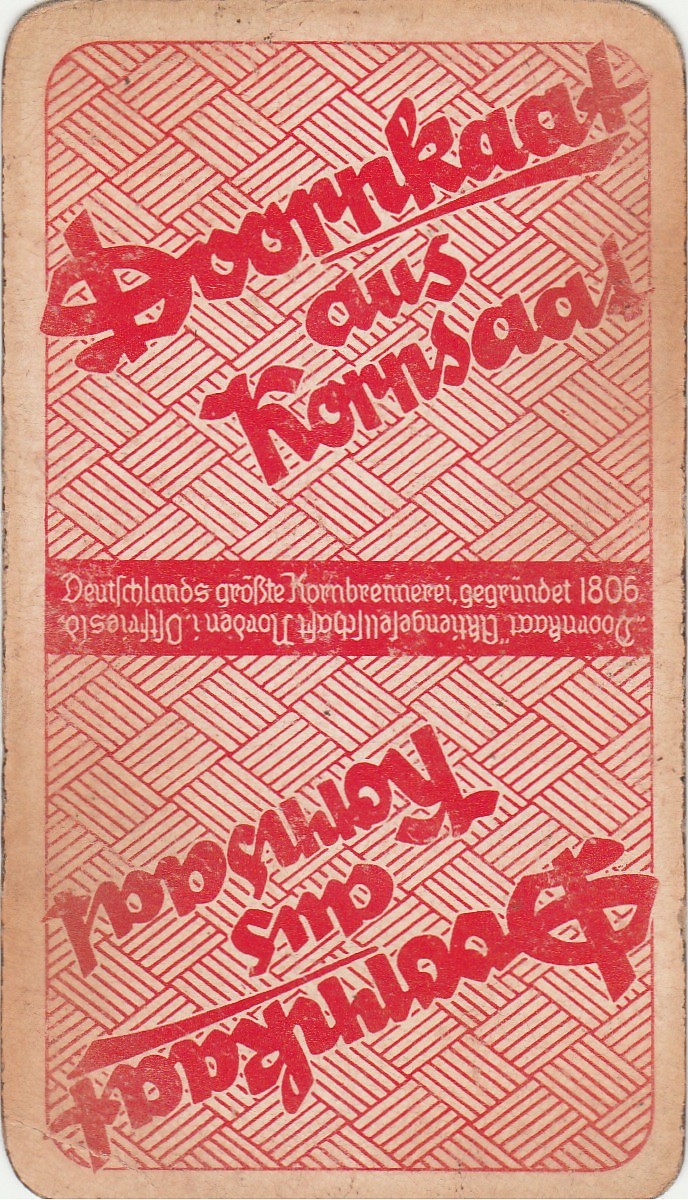 Doornkaat
aus
Kornsaat
Deutschlands größte Kornbrennerei, gegründet 1806
„Doornkaat“ Aktiengesellschaft Norden i. Ostfriesld.
Kornsaat
aus
Doornkaat